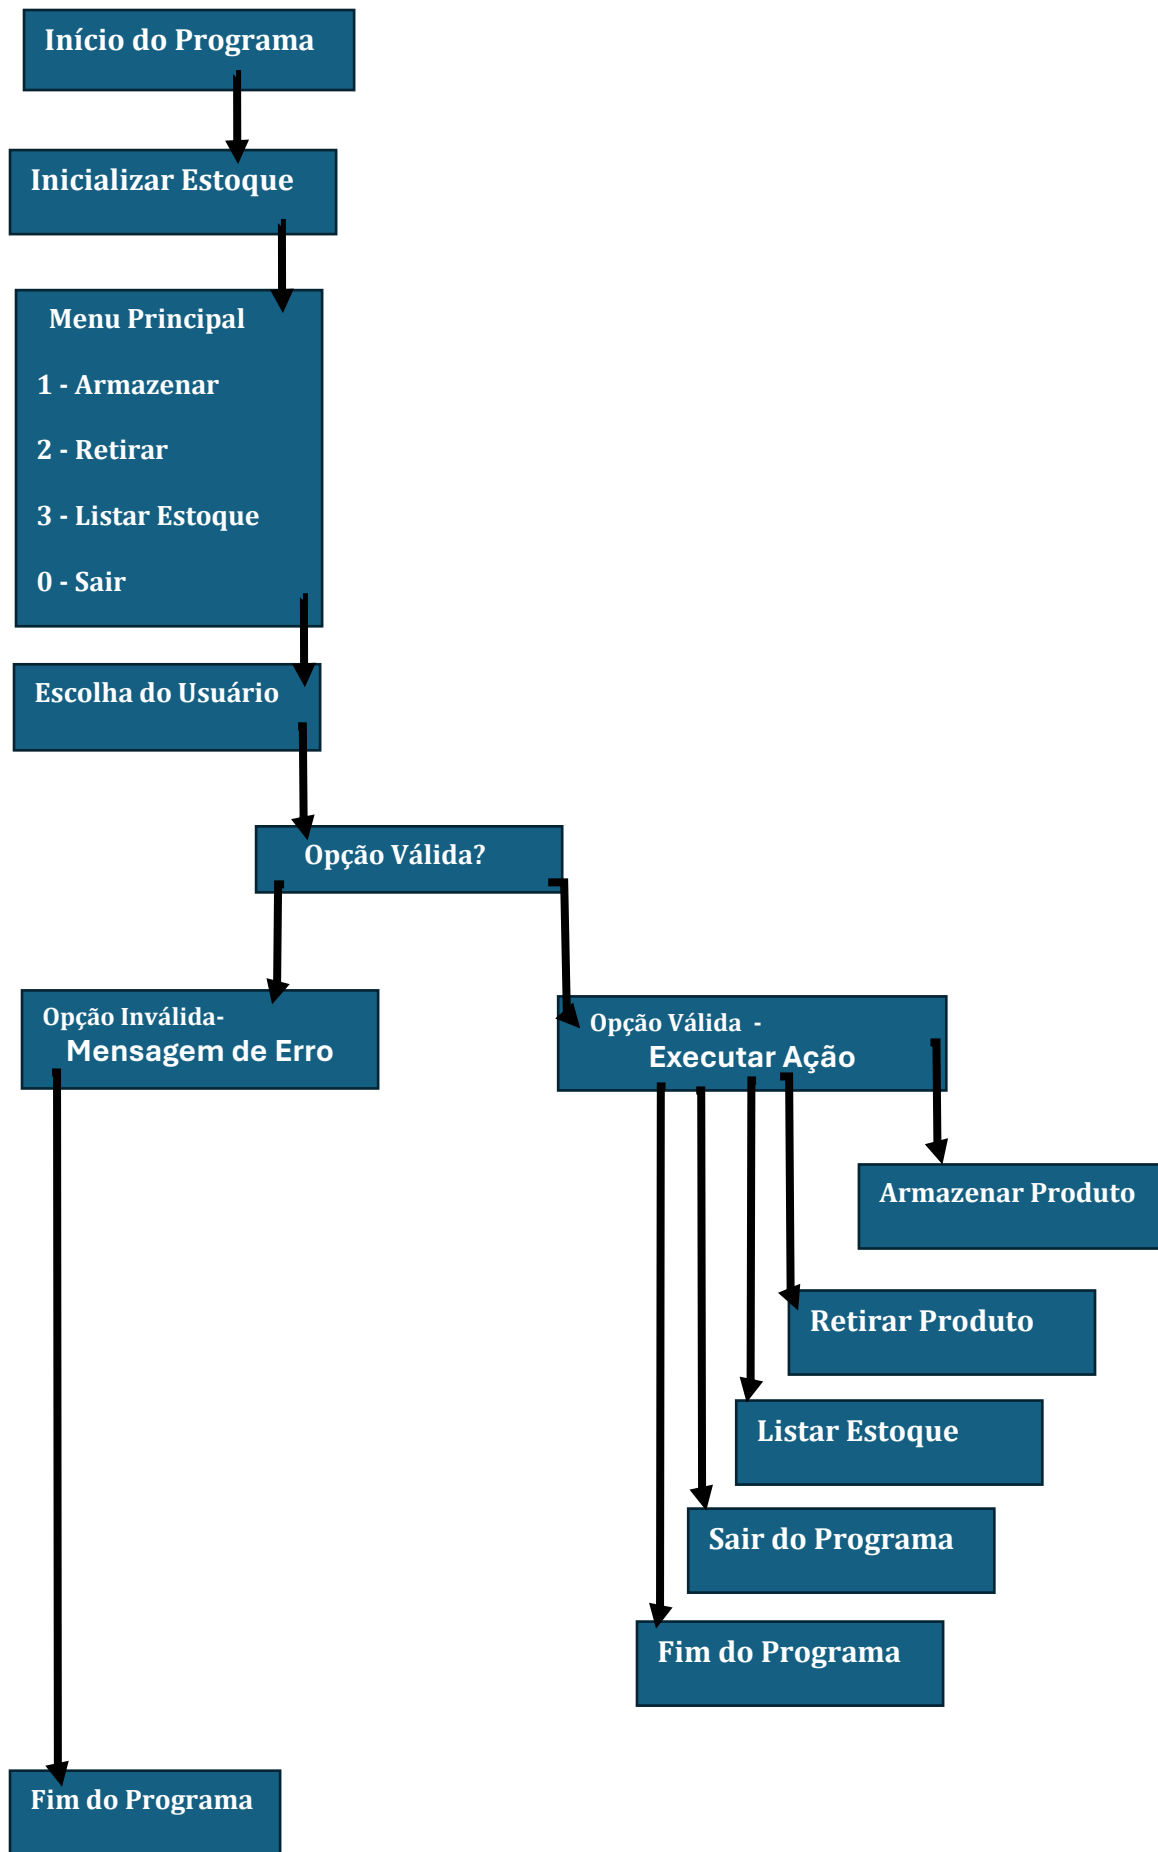 Início do Programa
Inicializar Estoque
Menu Principal
1 - Armazenar
2 - Retirar
3 - Listar Estoque
0 - Sair
Escolha do Usuário
Opção Válida?
Opção Inválida-
Mensagem de Erro
Opção Válida -
Executar Ação
Armazenar Produto
Retirar Produto
Listar Estoque
Sair do Programa
Fim do Programa
Fim do Programa